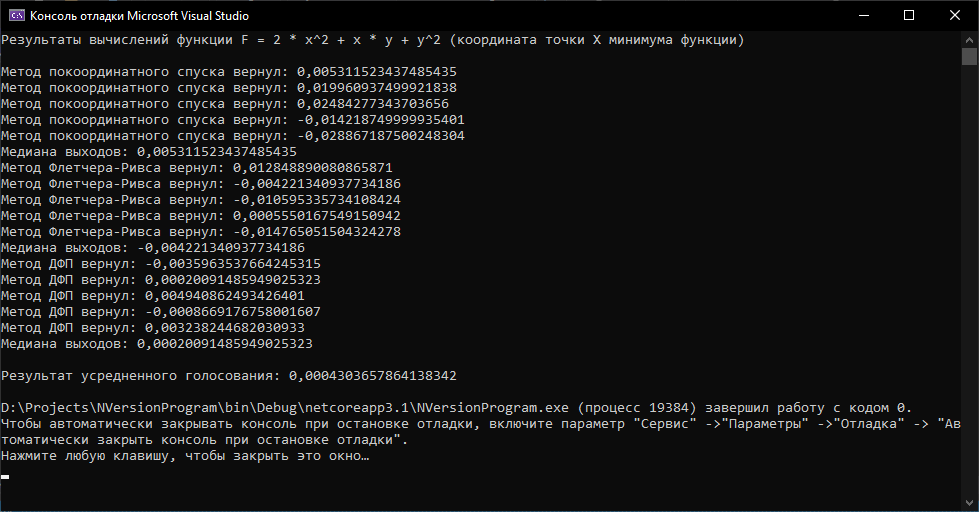 Консоль отладки Microsoft Visual Studio
Результаты вычислений функции F = 2 * x^2 + x * y + y^2 (координата точки X минимума функции)
Метод покоординатного спуска вернул: 0,005311523437485435
Метод покоординатного спуска вернул: 0,019960937499921838
Метод покоординатного спуска вернул: 0,02484277343703656
Метод покоординатного спуска вернул: -0,014218749999935401
Метод покоординатного спуска вернул: -0,028867187500248304
Медиана выходов: 0,005311523437485435
Метод Флетчера-Ривса вернул: 0,012848890080865871
Метод Флетчера-Ривса вернул: -0,004221340937734186
Метод Флетчера-Ривса вернул: -0,010595335734108424
Метод Флетчера-Ривса вернул: 0,0005550167549150942
Метод Флетчера-Ривса вернул: -0,014765051504324278
Медиана выходов: -0,004221340937734186
Метод ДФП вернул: -0,0035963537664245315
Метод ДФП вернул: 0,00020091485949025323
Метод ДФП вернул: 0,004940862493426401
Метод ДФП вернул: -0,0008669176758001607
Метод ДФП вернул: 0,003238244682030933
Медиана выходов: 0,00020091485949025323
Результат усредненного голосования: 0,0004303657864138342
D:\Projects\NVersionProgram\bin\Debug\netcoreapp3.1\NVersionProgram.exe (процесс 19384) завершил работу с кодом 0.
Чтобы автоматически закрывать консоль при остановке отладки, включите параметр "Сервис" ->"Параметры" ->"Отладка" -> "Ав
томатически закрыть консоль при остановке отладки".
Нажмите любую клавишу, чтобы закрыть это окно…